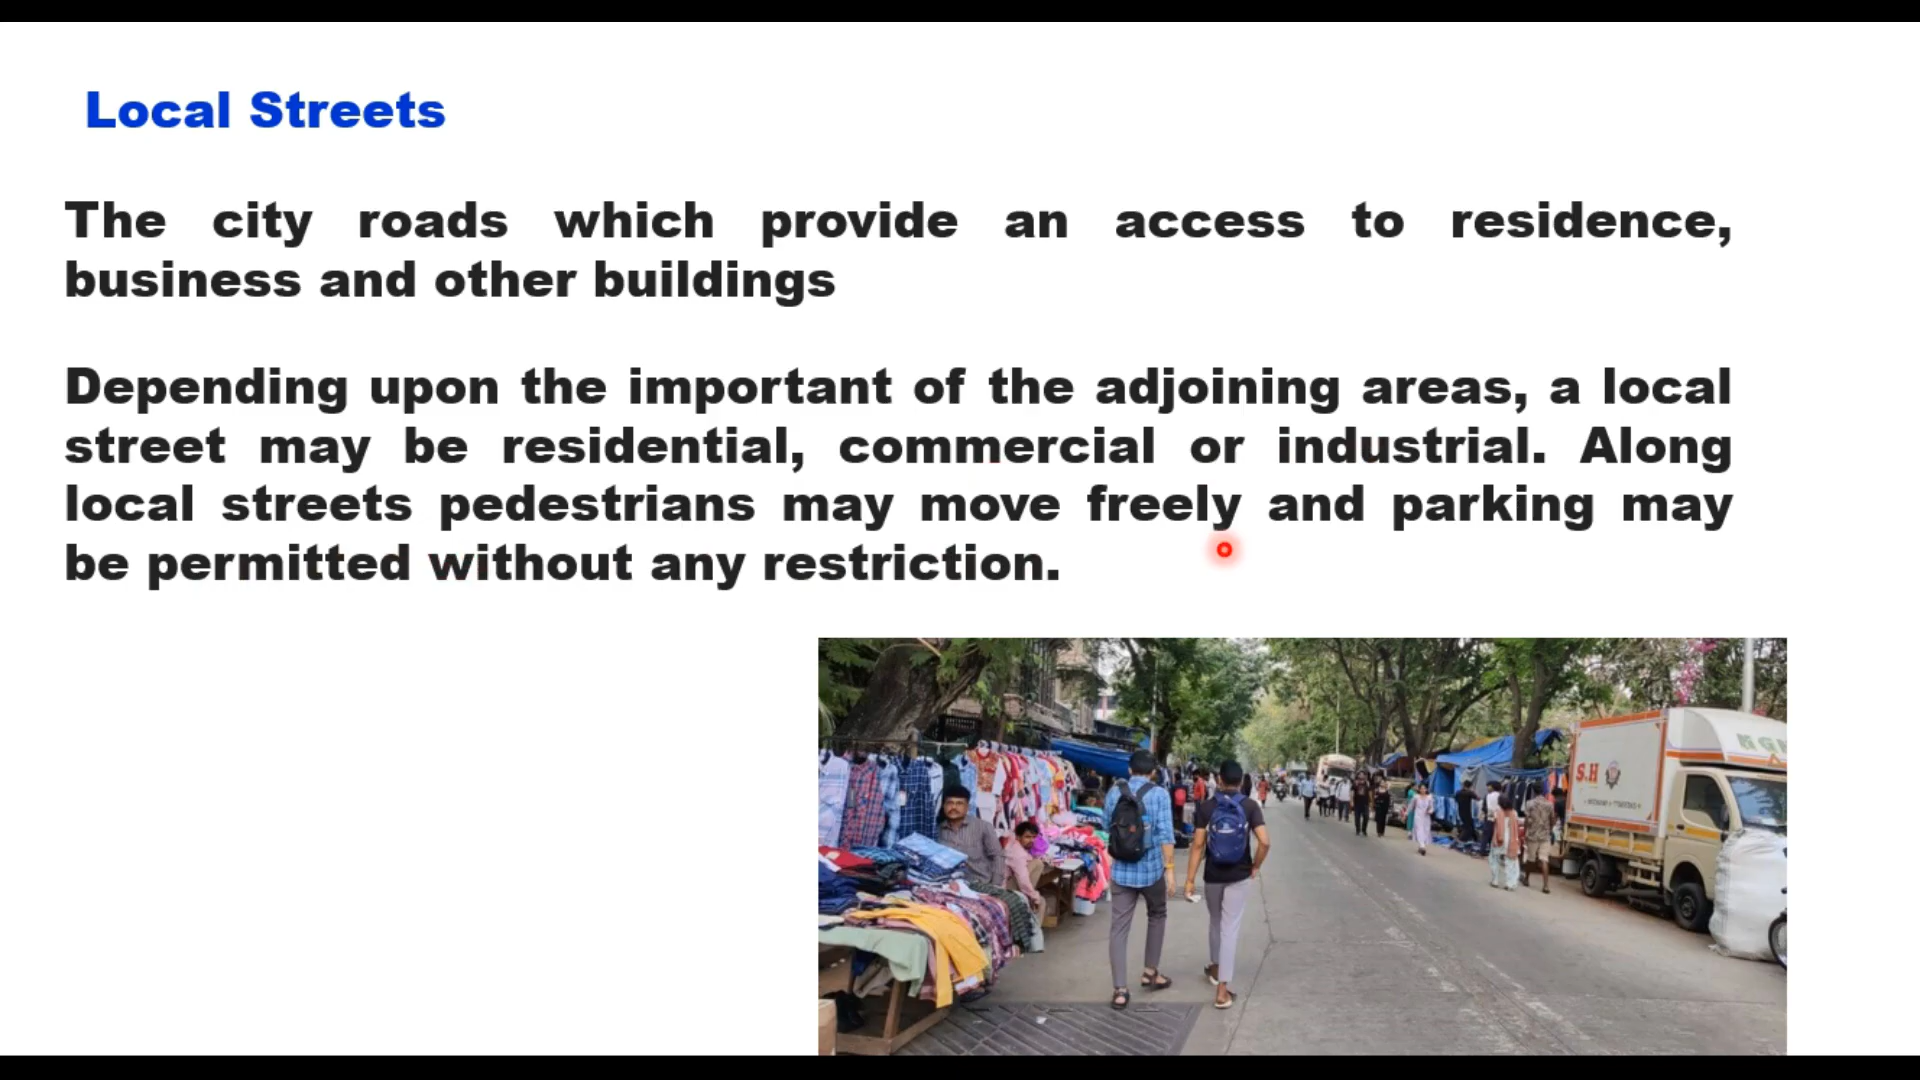 Local Streets
The city roads which provide an access to residence,
business and other buildings
Depending upon the important of the adjoining areas, a local
street may be residential, commercial or industrial. Along
local streets pedestrians may move freely and parking may
be permitted without any restriction.
S.H